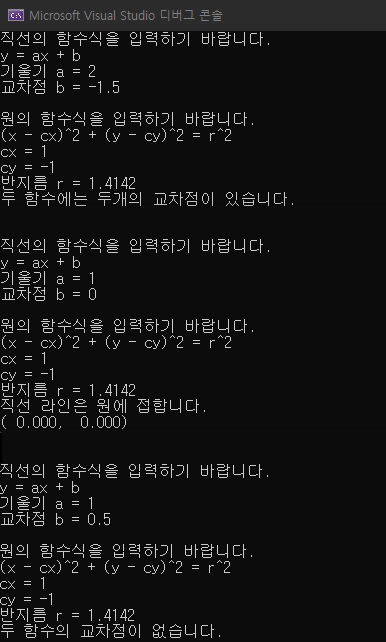 Microsoft Visual Studio 디버그 콘솔
직선의 함수식을 입력하기 바랍니다.
y = ax + b
기울기 a = 2
교차점 b = -1.5
원의 함수식을 입력하기 바랍니다.
(x - cx)^2 + (y - cy)^2 = r^2
cx = 1
cy = -1
반지름 r = 1.4142
두 함수에는 두개의 교차점이 있습니다.
직선의 함수식을 입력하기 바랍니다.
y = ax + b
기울기 a = 1
교차점 b = 0
원의 함수식을 입력하기 바랍니다.
(x - cx)^2 + (y - cy)^2 = r^2
cx = 1
cy = -1
반지름 r = 1.4142
직선 라인은 원에 접합니다.
( 0.000,  0.000)
직선의 함수식을 입력하기 바랍니다.
y = ax + b
기울기 a = 1
교차점 b = 0.5
원의 함수식을 입력하기 바랍니다.
(x - cx)^2 + (y - cy)^2 = r^2
cx = 1
cy = -1
반지름 r = 1.4142
두 함수의 교차점이 없습니다.